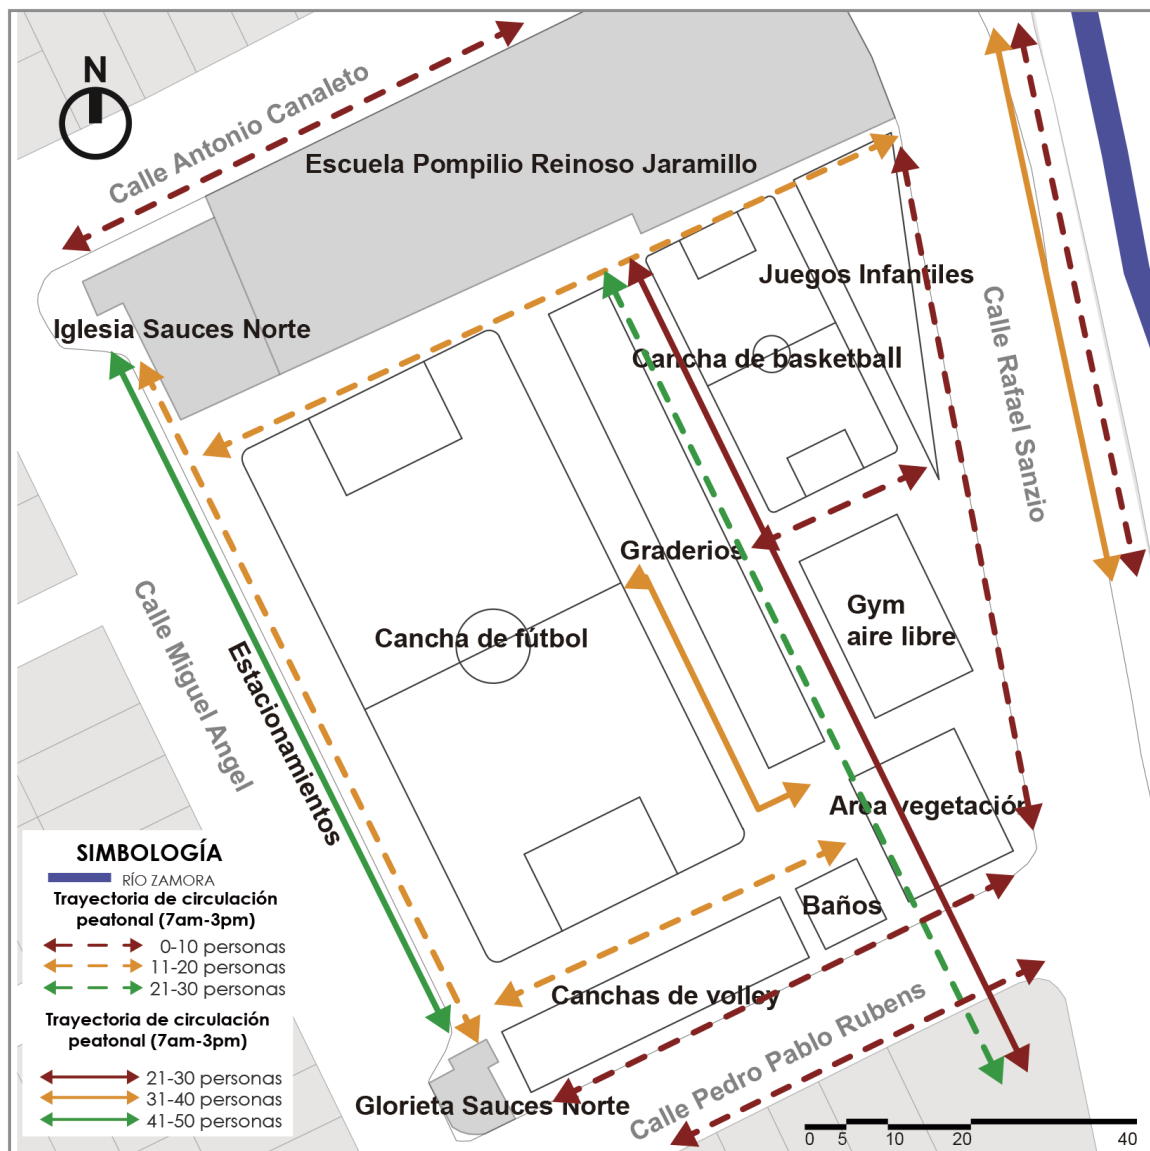 N
Calle Antonio Canaleto
Escuela Pompilio Reinoso Jaramillo
Juegos Infantiles
Iglesia Sauces Norte
Cancha de basketball
Calle Rafael Sanzio
Graderios
Gym
aire libre
Cancha de fútbol
Calle Miguel Angel
Estacionamientos
Area vegetación
Baños
Canchas de volley
Calle Pedro Pablo Rubens
Glorieta Sauces Norte
SIMBOLOGÍA
RÍO ZAMORA
Trayectoria de circulación
peatonal (7am-3pm)
0-10 personas
11-20 personas
21-30 personas
Trayectoria de circulación
peatonal (7am-3pm)
21-30 personas
31-40 personas
41-50 personas
0 5 10 20 40